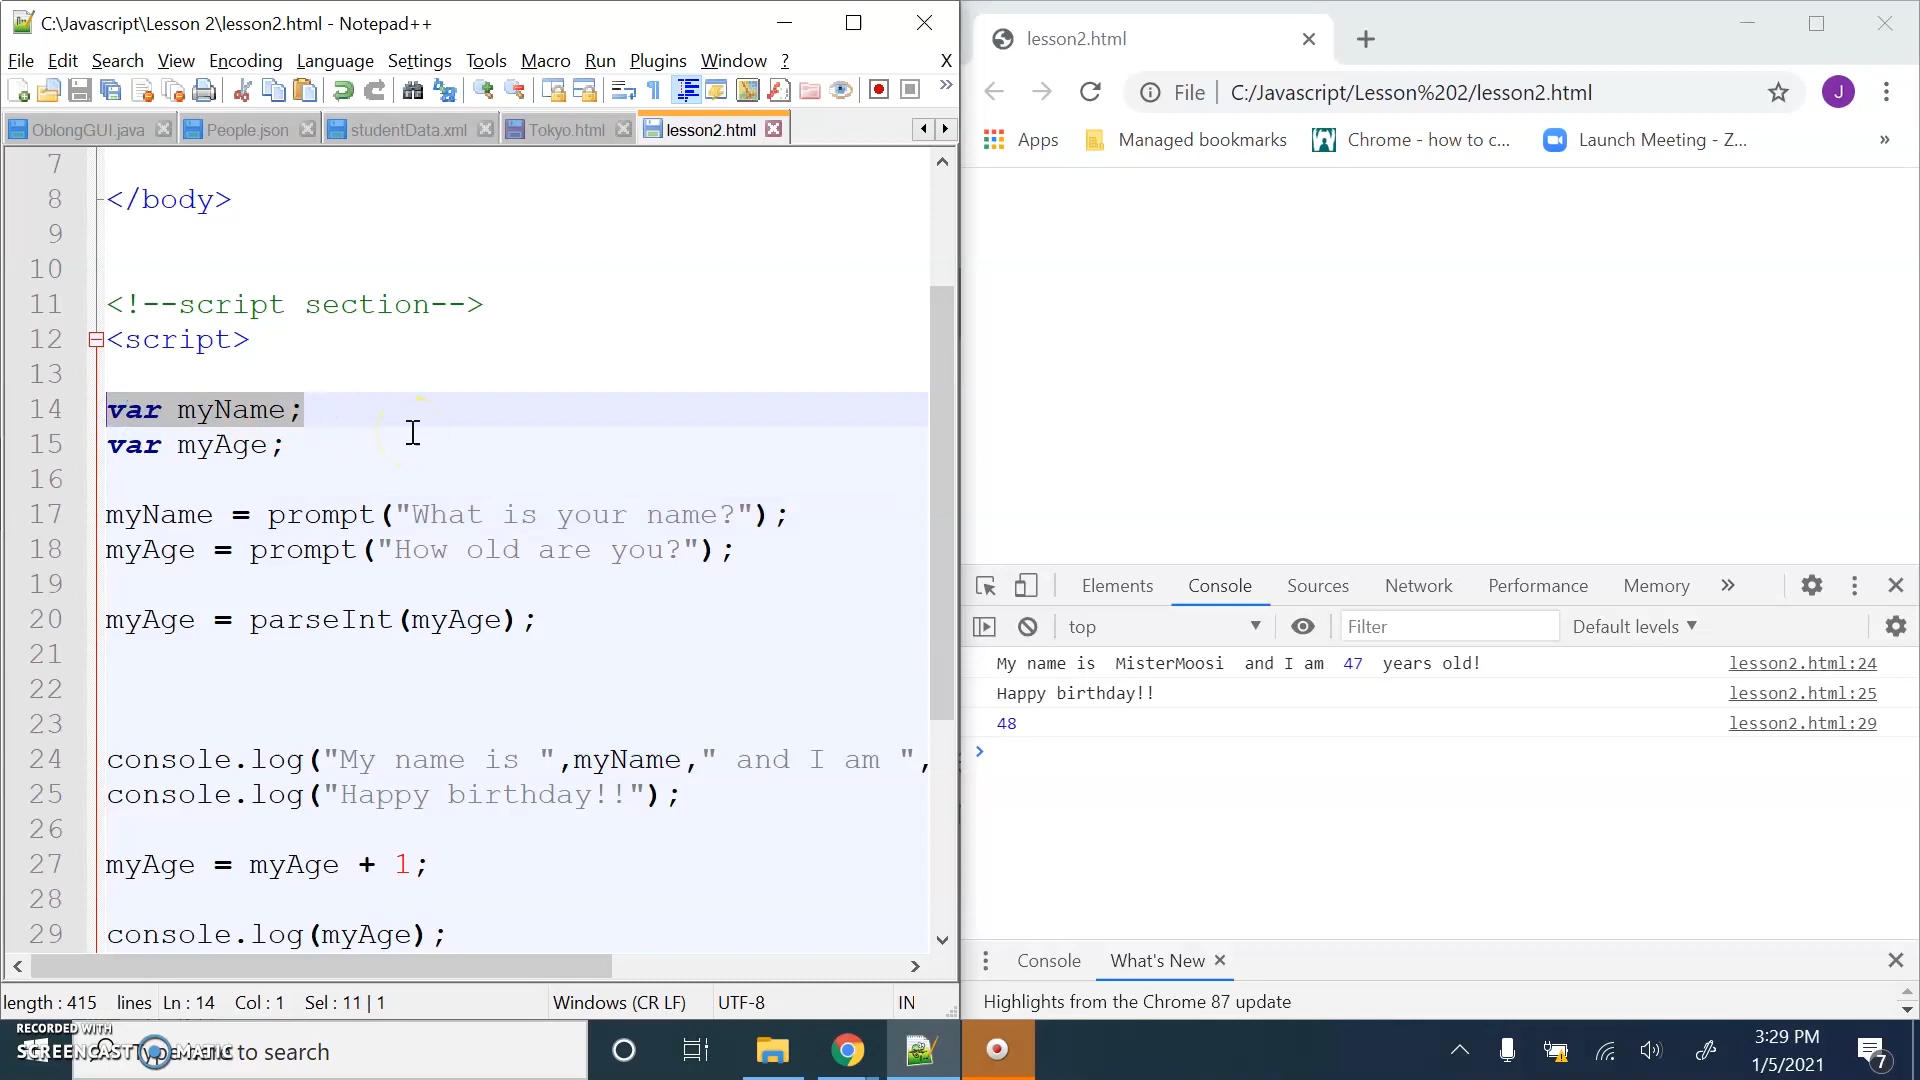 C:\Javascript\Lesson 2\lesson2.html - Notepad++
File Edit Search View Encoding Language Settings Tools Macro Run Plugins Window ? X
OblongGUI.java People.json studentData.xml Tokyo.html lesson2.html
7
8 </body>
9
10
11 <!--script section-->
12 <script>
13
14 var myName;
15 var myAge;
16
17 myName = prompt("What is your name?");
18 myAge = prompt("How old are you?");
19
20 myAge = parseInt(myAge);
21
22
23
24 console.log("My name is ",myName," and I am ",
25 console.log("Happy birthday!!");
26
27 myAge = myAge + 1;
28
29 console.log(myAge);
length : 415 lines Ln : 14 Col : 1 Sel : 11 | 1 Windows (CR LF) UTF-8 IN
lesson2.html
File | C:/Javascript/Lesson%202/lesson2.html J
Apps Managed bookmarks Chrome - how to c... Launch Meeting - Z... »
Elements Console Sources Network Performance Memory »
top Filter Default levels
My name is MisterMoosi and I am 47 years old! lesson2.html:24
Happy birthday!! lesson2.html:25
48 lesson2.html:29
Console What's New
Highlights from the Chrome 87 update
RECORDED WITH
SCREENCAST MATIC
Type here to search
3:29 PM
1/5/2021
7